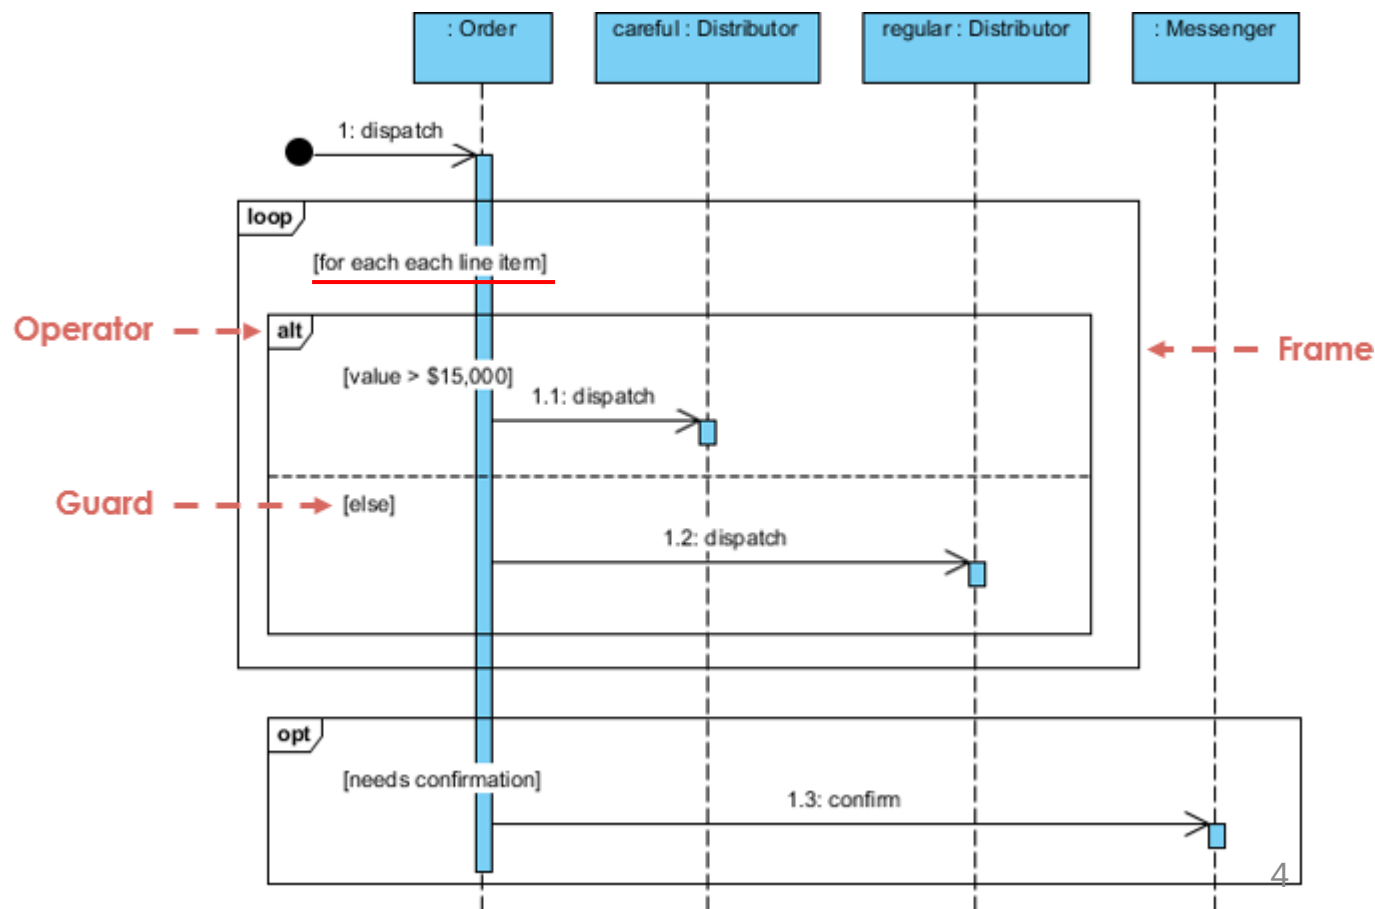 : Order
careful : Distributor
regular : Distributor
: Messenger
1: dispatch
loop
[for each each line item]
Operator
alt
Frame
[value > $15,000]
1.1: dispatch
Guard
[else]
1.2: dispatch
opt
[needs confirmation]
1.3: confirm
4